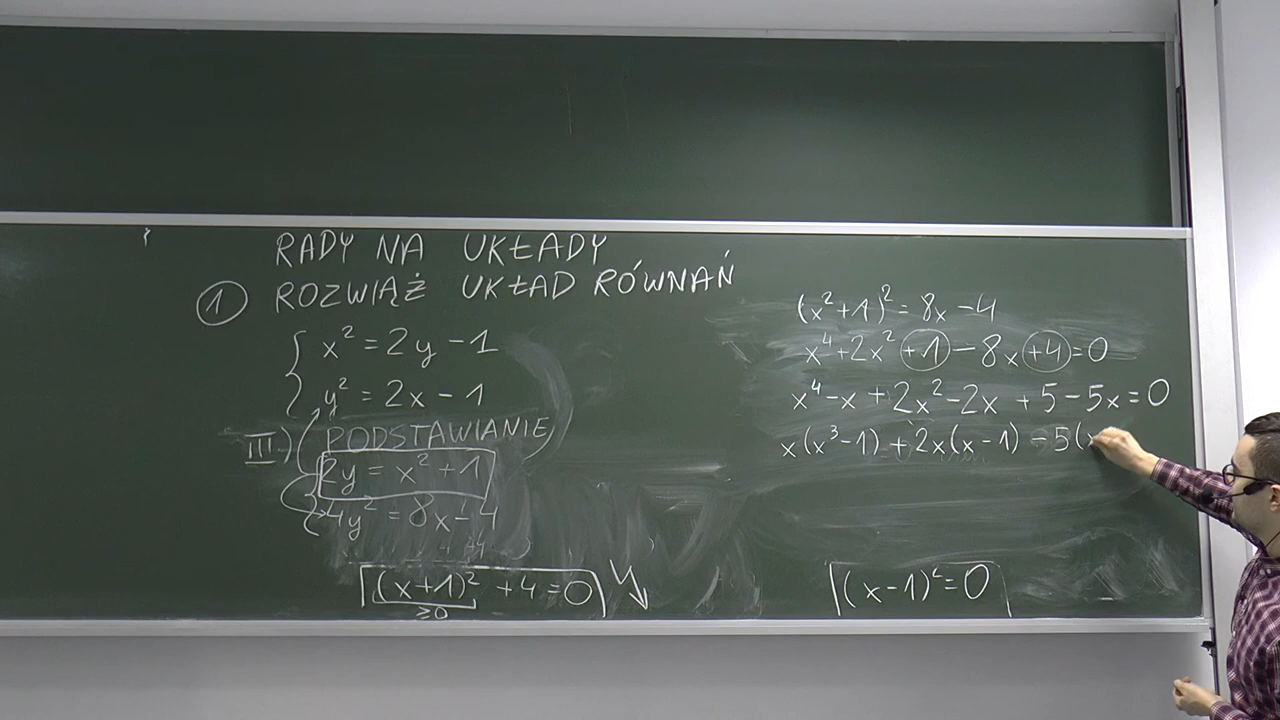 RADY NA UKŁADY
1 ROZWIĄŻ UKŁAD RÓWNAŃ
{ x² = 2y - 1
y² = 2x - 1
III) PODSTAWIANIE
{ 2y = x² + 1
4y² = 8x - 4
(x+1)² + 4 = 0
≥0
(x²+1)² = 8x - 4
x⁴ + 2x² + 1 - 8x + 4 = 0
x⁴ - x + 2x² - 2x + 5 - 5x = 0
x(x³ - 1) + 2x(x - 1) - 5(x
(x - 1)² = 0